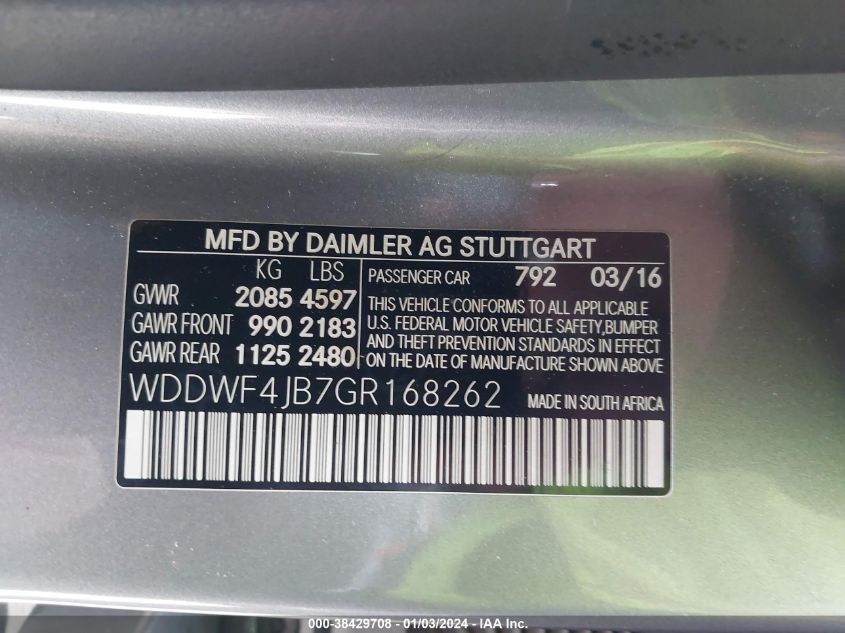 MFD BY DAIMLER AG STUTTGART
KG LBS
GVWR 2085 4597
GAWR FRONT 990 2183
GAWR REAR 1125 2480
PASSENGER CAR 792 03/16
THIS VEHICLE CONFORMS TO ALL APPLICABLE
U.S. FEDERAL MOTOR VEHICLE SAFETY,BUMPER
AND THEFT PREVENTION STANDARDS IN EFFECT
ON THE DATE OF MANUFACTURE SHOWN ABOVE
WDDWF4JB7GR168262 MADE IN SOUTH AFRICA
000-38429708 - 01/03/2024 - IAA Inc.